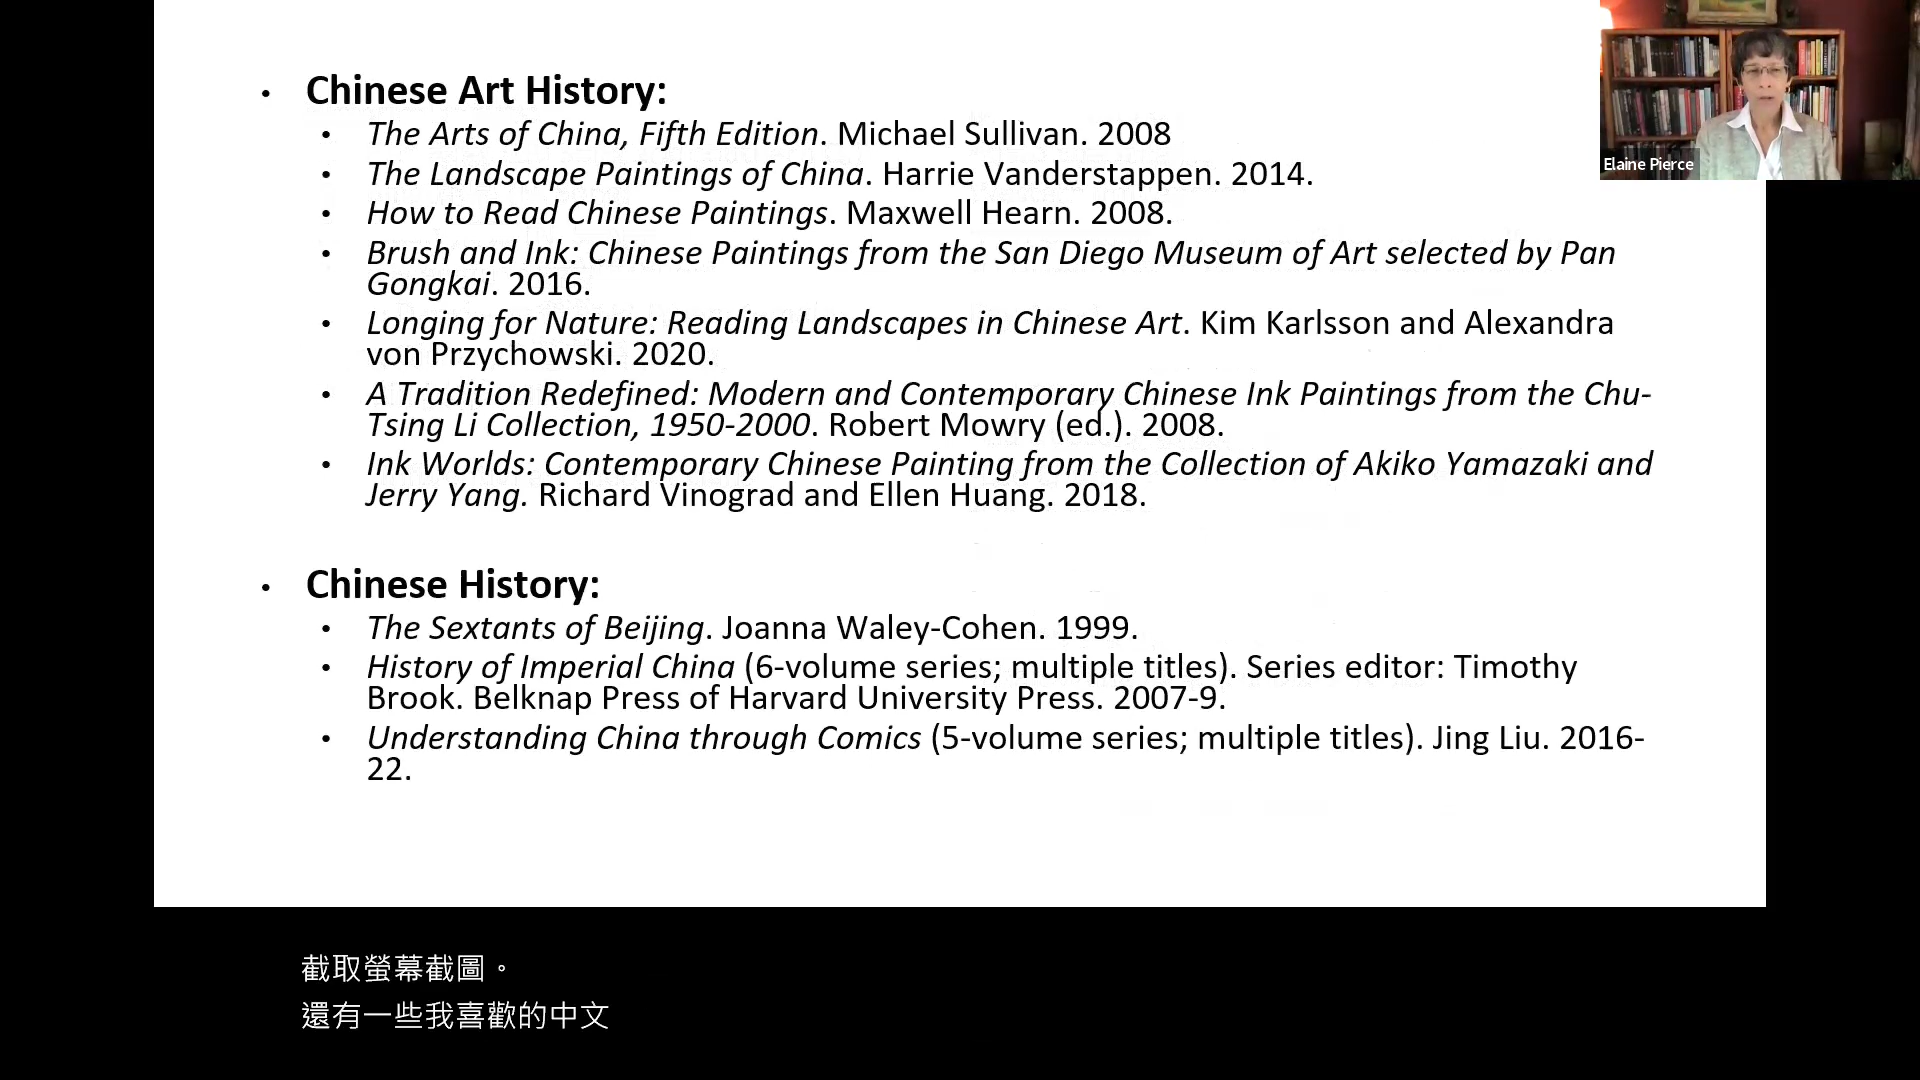 • Chinese Art History:
• The Arts of China, Fifth Edition. Michael Sullivan. 2008
• The Landscape Paintings of China. Harrie Vanderstappen. 2014.
• How to Read Chinese Paintings. Maxwell Hearn. 2008.
• Brush and Ink: Chinese Paintings from the San Diego Museum of Art selected by Pan
Gongkai. 2016.
• Longing for Nature: Reading Landscapes in Chinese Art. Kim Karlsson and Alexandra
von Przychowski. 2020.
• A Tradition Redefined: Modern and Contemporary Chinese Ink Paintings from the Chu-
Tsing Li Collection, 1950-2000. Robert Mowry (ed.). 2008.
• Ink Worlds: Contemporary Chinese Painting from the Collection of Akiko Yamazaki and
Jerry Yang. Richard Vinograd and Ellen Huang. 2018.
• Chinese History:
• The Sextants of Beijing. Joanna Waley-Cohen. 1999.
• History of Imperial China (6-volume series; multiple titles). Series editor: Timothy
Brook. Belknap Press of Harvard University Press. 2007-9.
• Understanding China through Comics (5-volume series; multiple titles). Jing Liu. 2016-
22.
Elaine Pierce
截取螢幕截圖。
還有一些我喜歡的中文